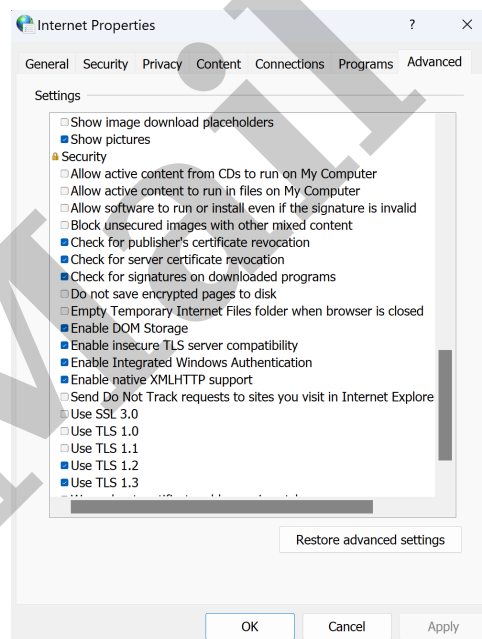 Internet Properties
? ×
General Security Privacy Content Connections Programs Advanced
Settings
Show image download placeholders
Show pictures
Security
Allow active content from CDs to run on My Computer
Allow active content to run in files on My Computer
Allow software to run or install even if the signature is invalid
Block unsecured images with other mixed content
Check for publisher's certificate revocation
Check for server certificate revocation
Check for signatures on downloaded programs
Do not save encrypted pages to disk
Empty Temporary Internet Files folder when browser is closed
Enable DOM Storage
Enable insecure TLS server compatibility
Enable Integrated Windows Authentication
Enable native XMLHTTP support
Send Do Not Track requests to sites you visit in Internet Explore
Use SSL 3.0
Use TLS 1.0
Use TLS 1.1
Use TLS 1.2
Use TLS 1.3
Restore advanced settings
OK Cancel Apply
Mail